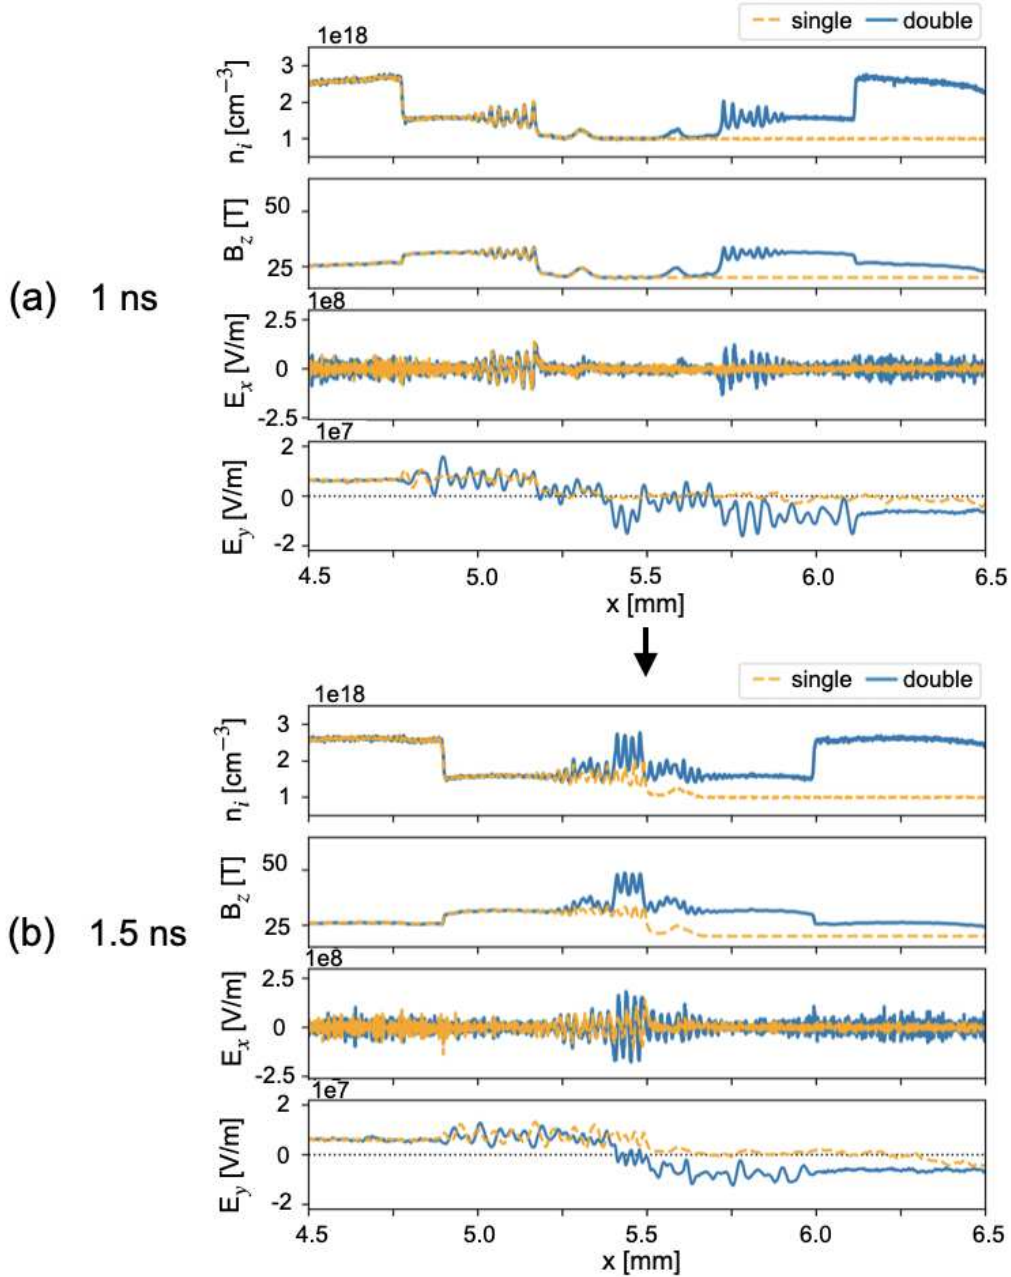 single double
1e18
3
2
1
n_i [cm^{-3}]
50
25
B_z [T]
(a) 1 ns
1e8
2.5
0
-2.5
E_x [V/m]
1e7
2
0
-2
E_y [V/m]
4.5 5.0 5.5 6.0 6.5
x [mm]
single double
1e18
3
2
1
n_i [cm^{-3}]
50
25
B_z [T]
(b) 1.5 ns
1e8
2.5
0
-2.5
E_x [V/m]
1e7
2
0
-2
E_y [V/m]
4.5 5.0 5.5 6.0 6.5
x [mm]